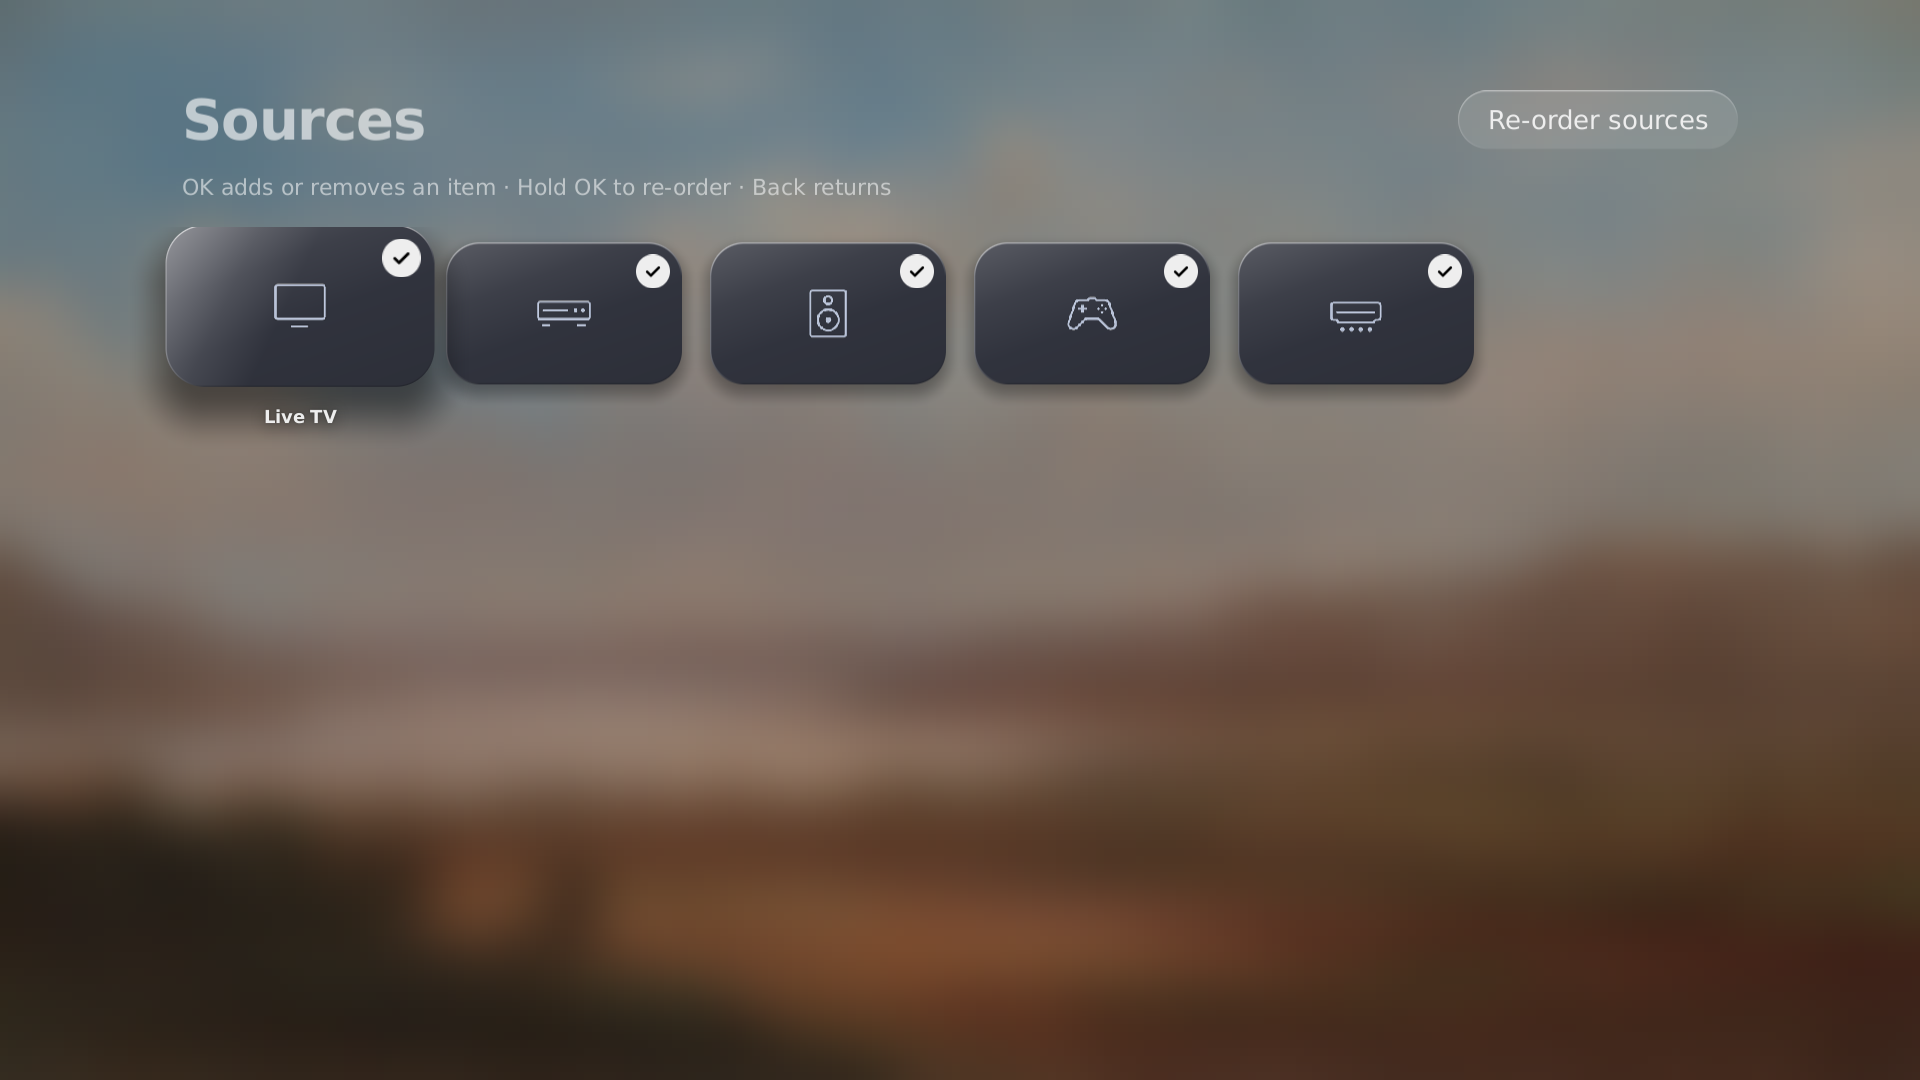 Sources
Re-order sources
OK adds or removes an item · Hold OK to re-order · Back returns
Live TV